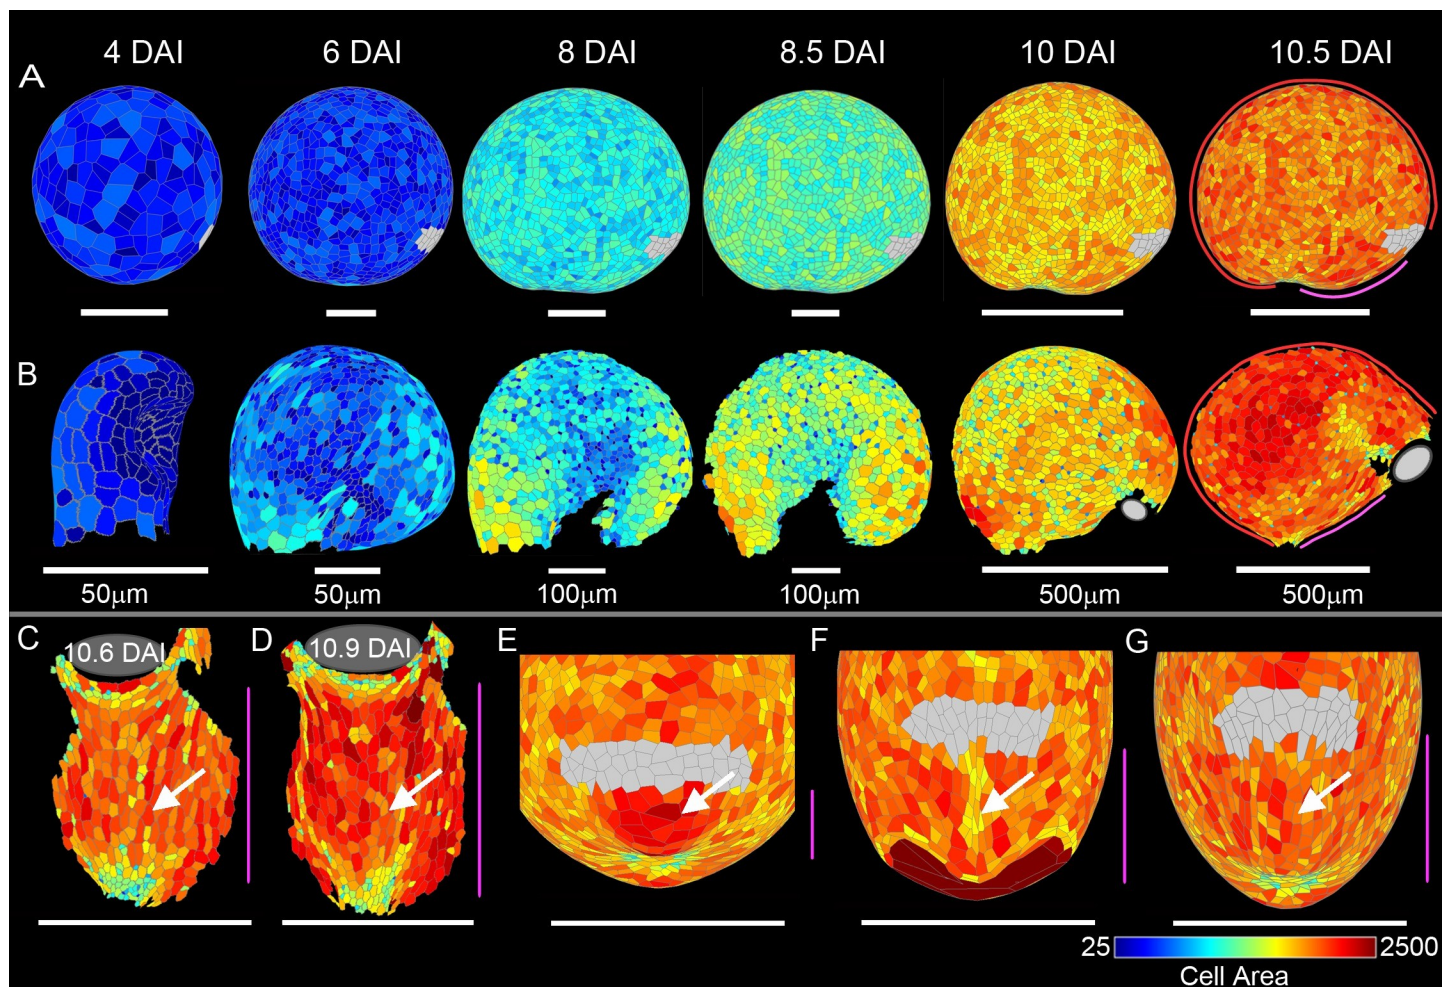 4 DAI 6 DAI 8 DAI 8.5 DAI 10 DAI 10.5 DAI
A
B
50μm 50μm 100μm 100μm 500μm 500μm
C 10.6 DAI D 10.9 DAI E F G
25 2500
Cell Area